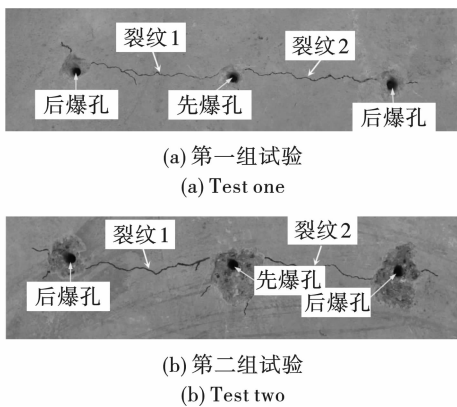 裂纹1
裂纹2
后爆孔
先爆孔
后爆孔
(a) 第一组试验
(a) Test one
裂纹1
裂纹2
后爆孔
先爆孔
后爆孔
(b) 第二组试验
(b) Test two